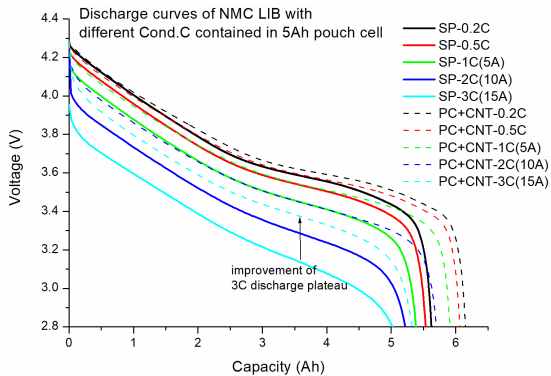 Discharge curves of NMC LIB with
different Cond.C contained in 5Ah pouch cell
SP-0.2C
SP-0.5C
SP-1C(5A)
SP-2C(10A)
SP-3C(15A)
PC+CNT-0.2C
PC+CNT-0.5C
PC+CNT-1C(5A)
PC+CNT-2C(10A)
PC+CNT-3C(15A)
improvement of
3C discharge plateau
Voltage (V)
4.4
4.2
4.0
3.8
3.6
3.4
3.2
3.0
2.8
0 1 2 3 4 5 6
Capacity (Ah)